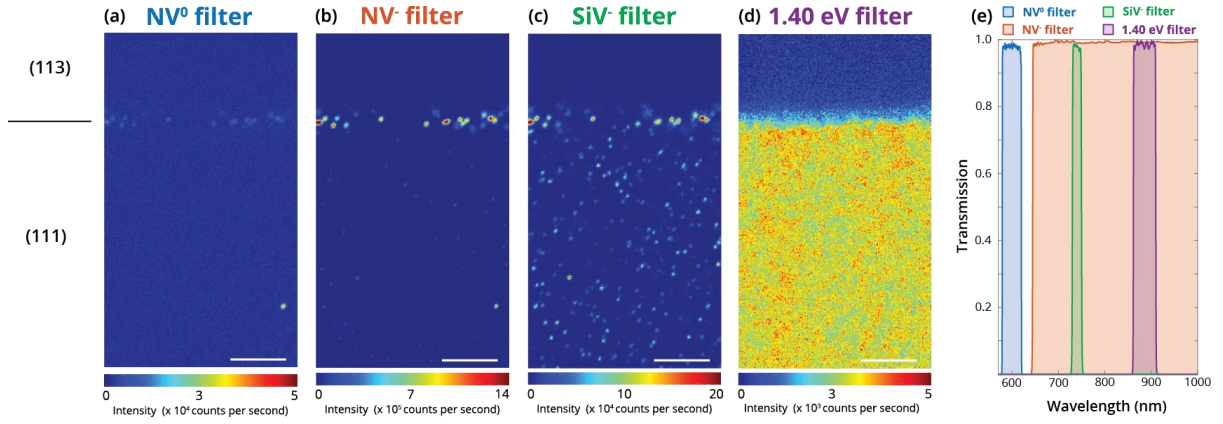 (a) NV⁰ filter
(b) NV⁻ filter
(c) SiV⁻ filter
(d) 1.40 eV filter
(e)
NV⁰ filter
SiV⁻ filter
NV⁻ filter
1.40 eV filter
(113)
(111)
0 3 5
Intensity (x 10⁴ counts per second)
0 7 14
Intensity (x 10⁵ counts per second)
0 10 20
Intensity (x 10⁴ counts per second)
0 3 5
Intensity (x 10³ counts per second)
1.0
0.8
0.6
0.4
0.2
Transmission
600 700 800 900 1000
Wavelength (nm)